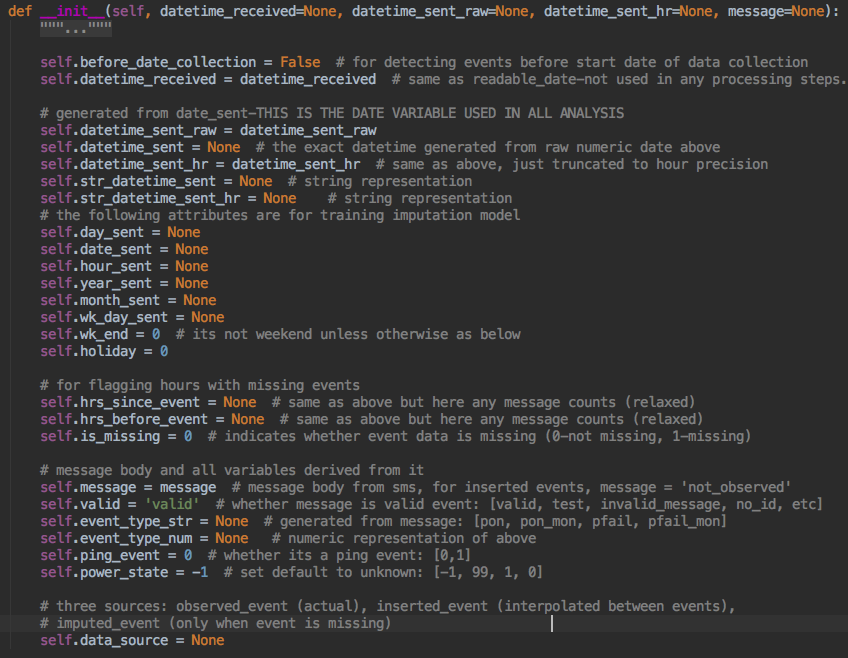 def __init__(self, datetime_received=None, datetime_sent_raw=None, datetime_sent_hr=None, message=None):
"""..."""
self.before_date_collection = False  # for detecting events before start date of data collection
self.datetime_received = datetime_received  # same as readable_date-not used in any processing steps.
# generated from date_sent-THIS IS THE DATE VARIABLE USED IN ALL ANALYSIS
self.datetime_sent_raw = datetime_sent_raw
self.datetime_sent = None  # the exact datetime generated from raw numeric date above
self.datetime_sent_hr = datetime_sent_hr  # same as above, just truncated to hour precision
self.str_datetime_sent = None  # string representation
self.str_datetime_sent_hr = None    # string representation
# the following attributes are for training imputation model
self.day_sent = None
self.date_sent = None
self.hour_sent = None
self.year_sent = None
self.month_sent = None
self.wk_day_sent = None
self.wk_end = 0  # its not weekend unless otherwise as below
self.holiday = 0
# for flagging hours with missing events
self.hrs_since_event = None  # same as above but here any message counts (relaxed)
self.hrs_before_event = None  # same as above but here any message counts (relaxed)
self.is_missing = 0  # indicates whether event data is missing (0-not missing, 1-missing)
# message body and all variables derived from it
self.message = message  # message body from sms, for inserted events, message = 'not_observed'
self.valid = 'valid'  # whether message is valid event: [valid, test, invalid_message, no_id, etc]
self.event_type_str = None  # generated from message: [pon, pon_mon, pfail, pfail_mon]
self.event_type_num = None   # numeric representation of above
self.ping_event = 0  # whether its a ping event: [0,1]
self.power_state = -1  # set default to unknown: [-1, 99, 1, 0]
# three sources: observed_event (actual), inserted_event (interpolated between events),
# imputed_event (only when event is missing)
self.data_source = None